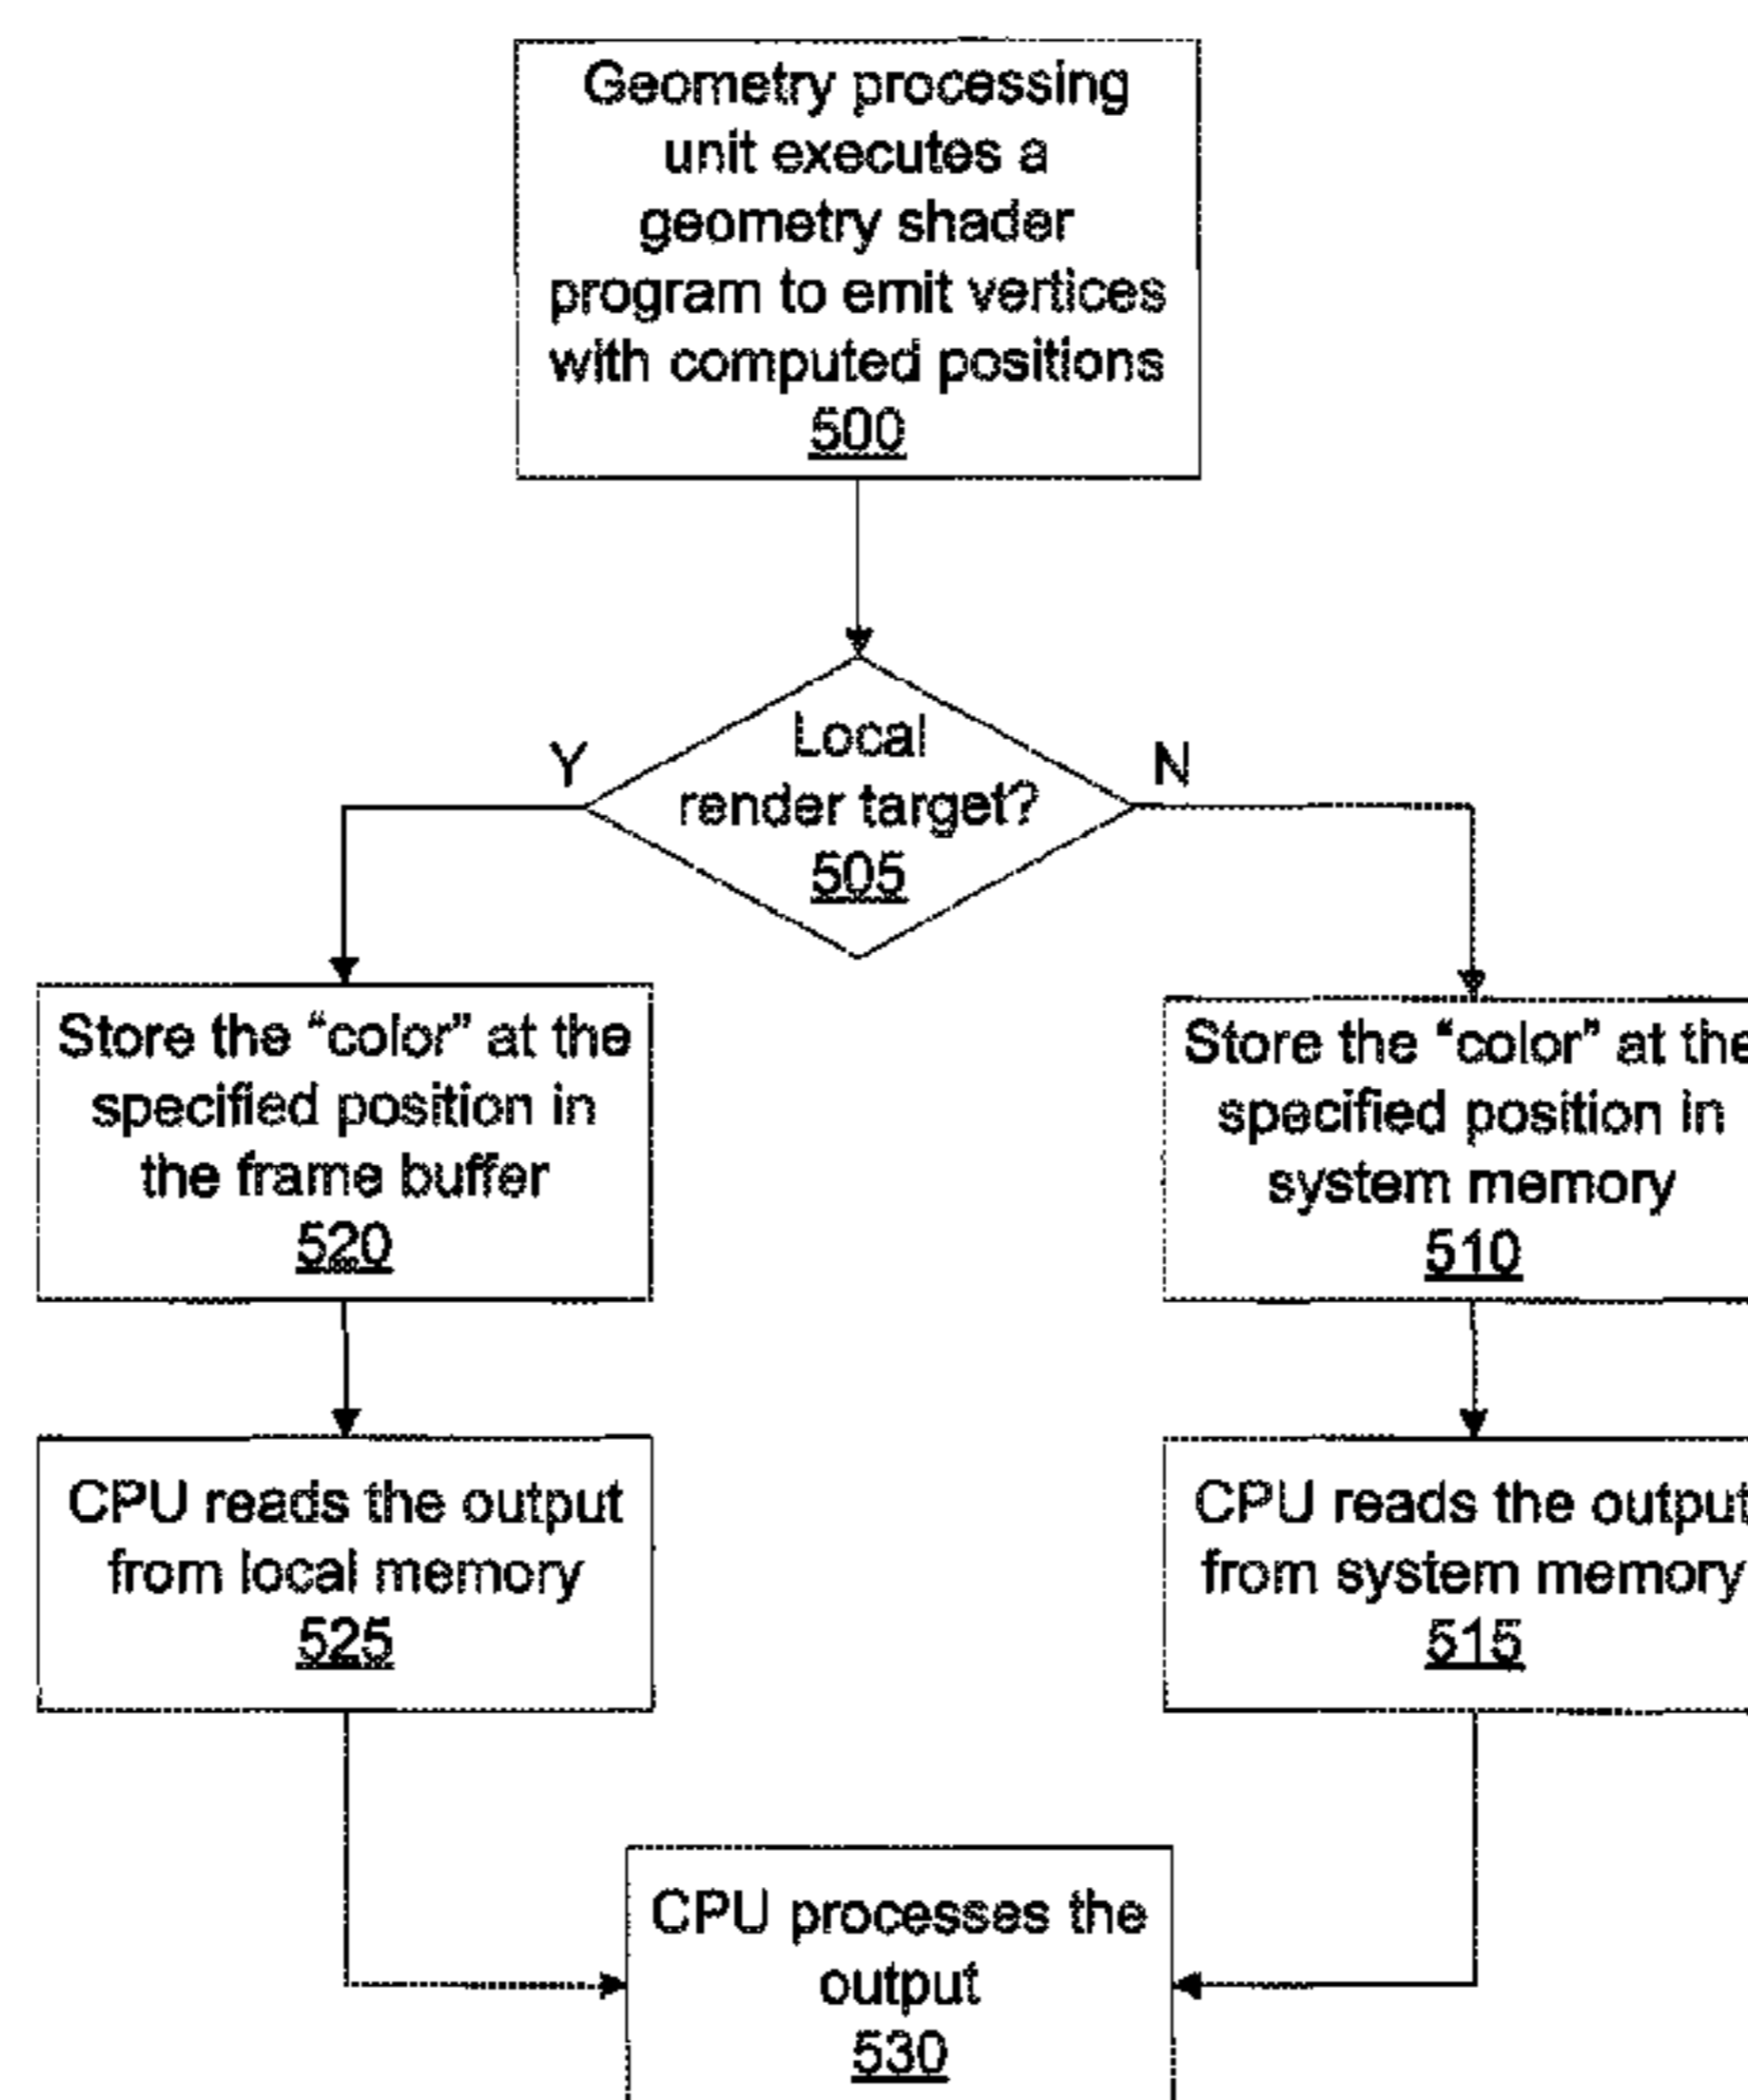 Geometry processing
unit executes a
geometry shader
program to emit vertices
with computed positions
500
Local
render target?
505
Y
N
Store the “color” at the
specified position in
the frame buffer
520
Store the “color” at the
specified position in
system memory
510
CPU reads the output
from local memory
525
CPU reads the output
from system memory
515
CPU processes the
output
530